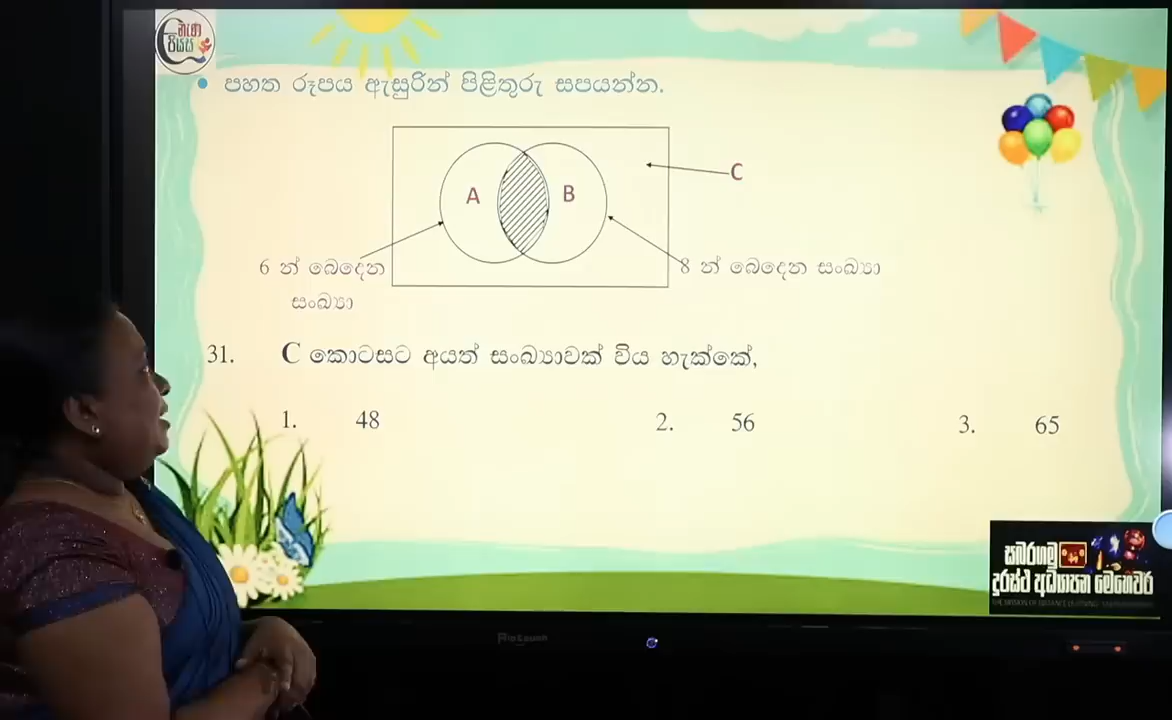 නැණ
පියස
• පහත රූපය ඇසුරින් පිළිතුරු සපයන්න.
A B C
6 න් බෙදෙන
සංඛ්‍යා
8 න් බෙදෙන සංඛ්‍යා
31. C කොටසට අයත් සංඛ්‍යාවක් විය හැක්කේ,
1. 48 2. 56 3. 65
සබරගමු
දුරස්ථ අධ්‍යාපන මෙහෙවර